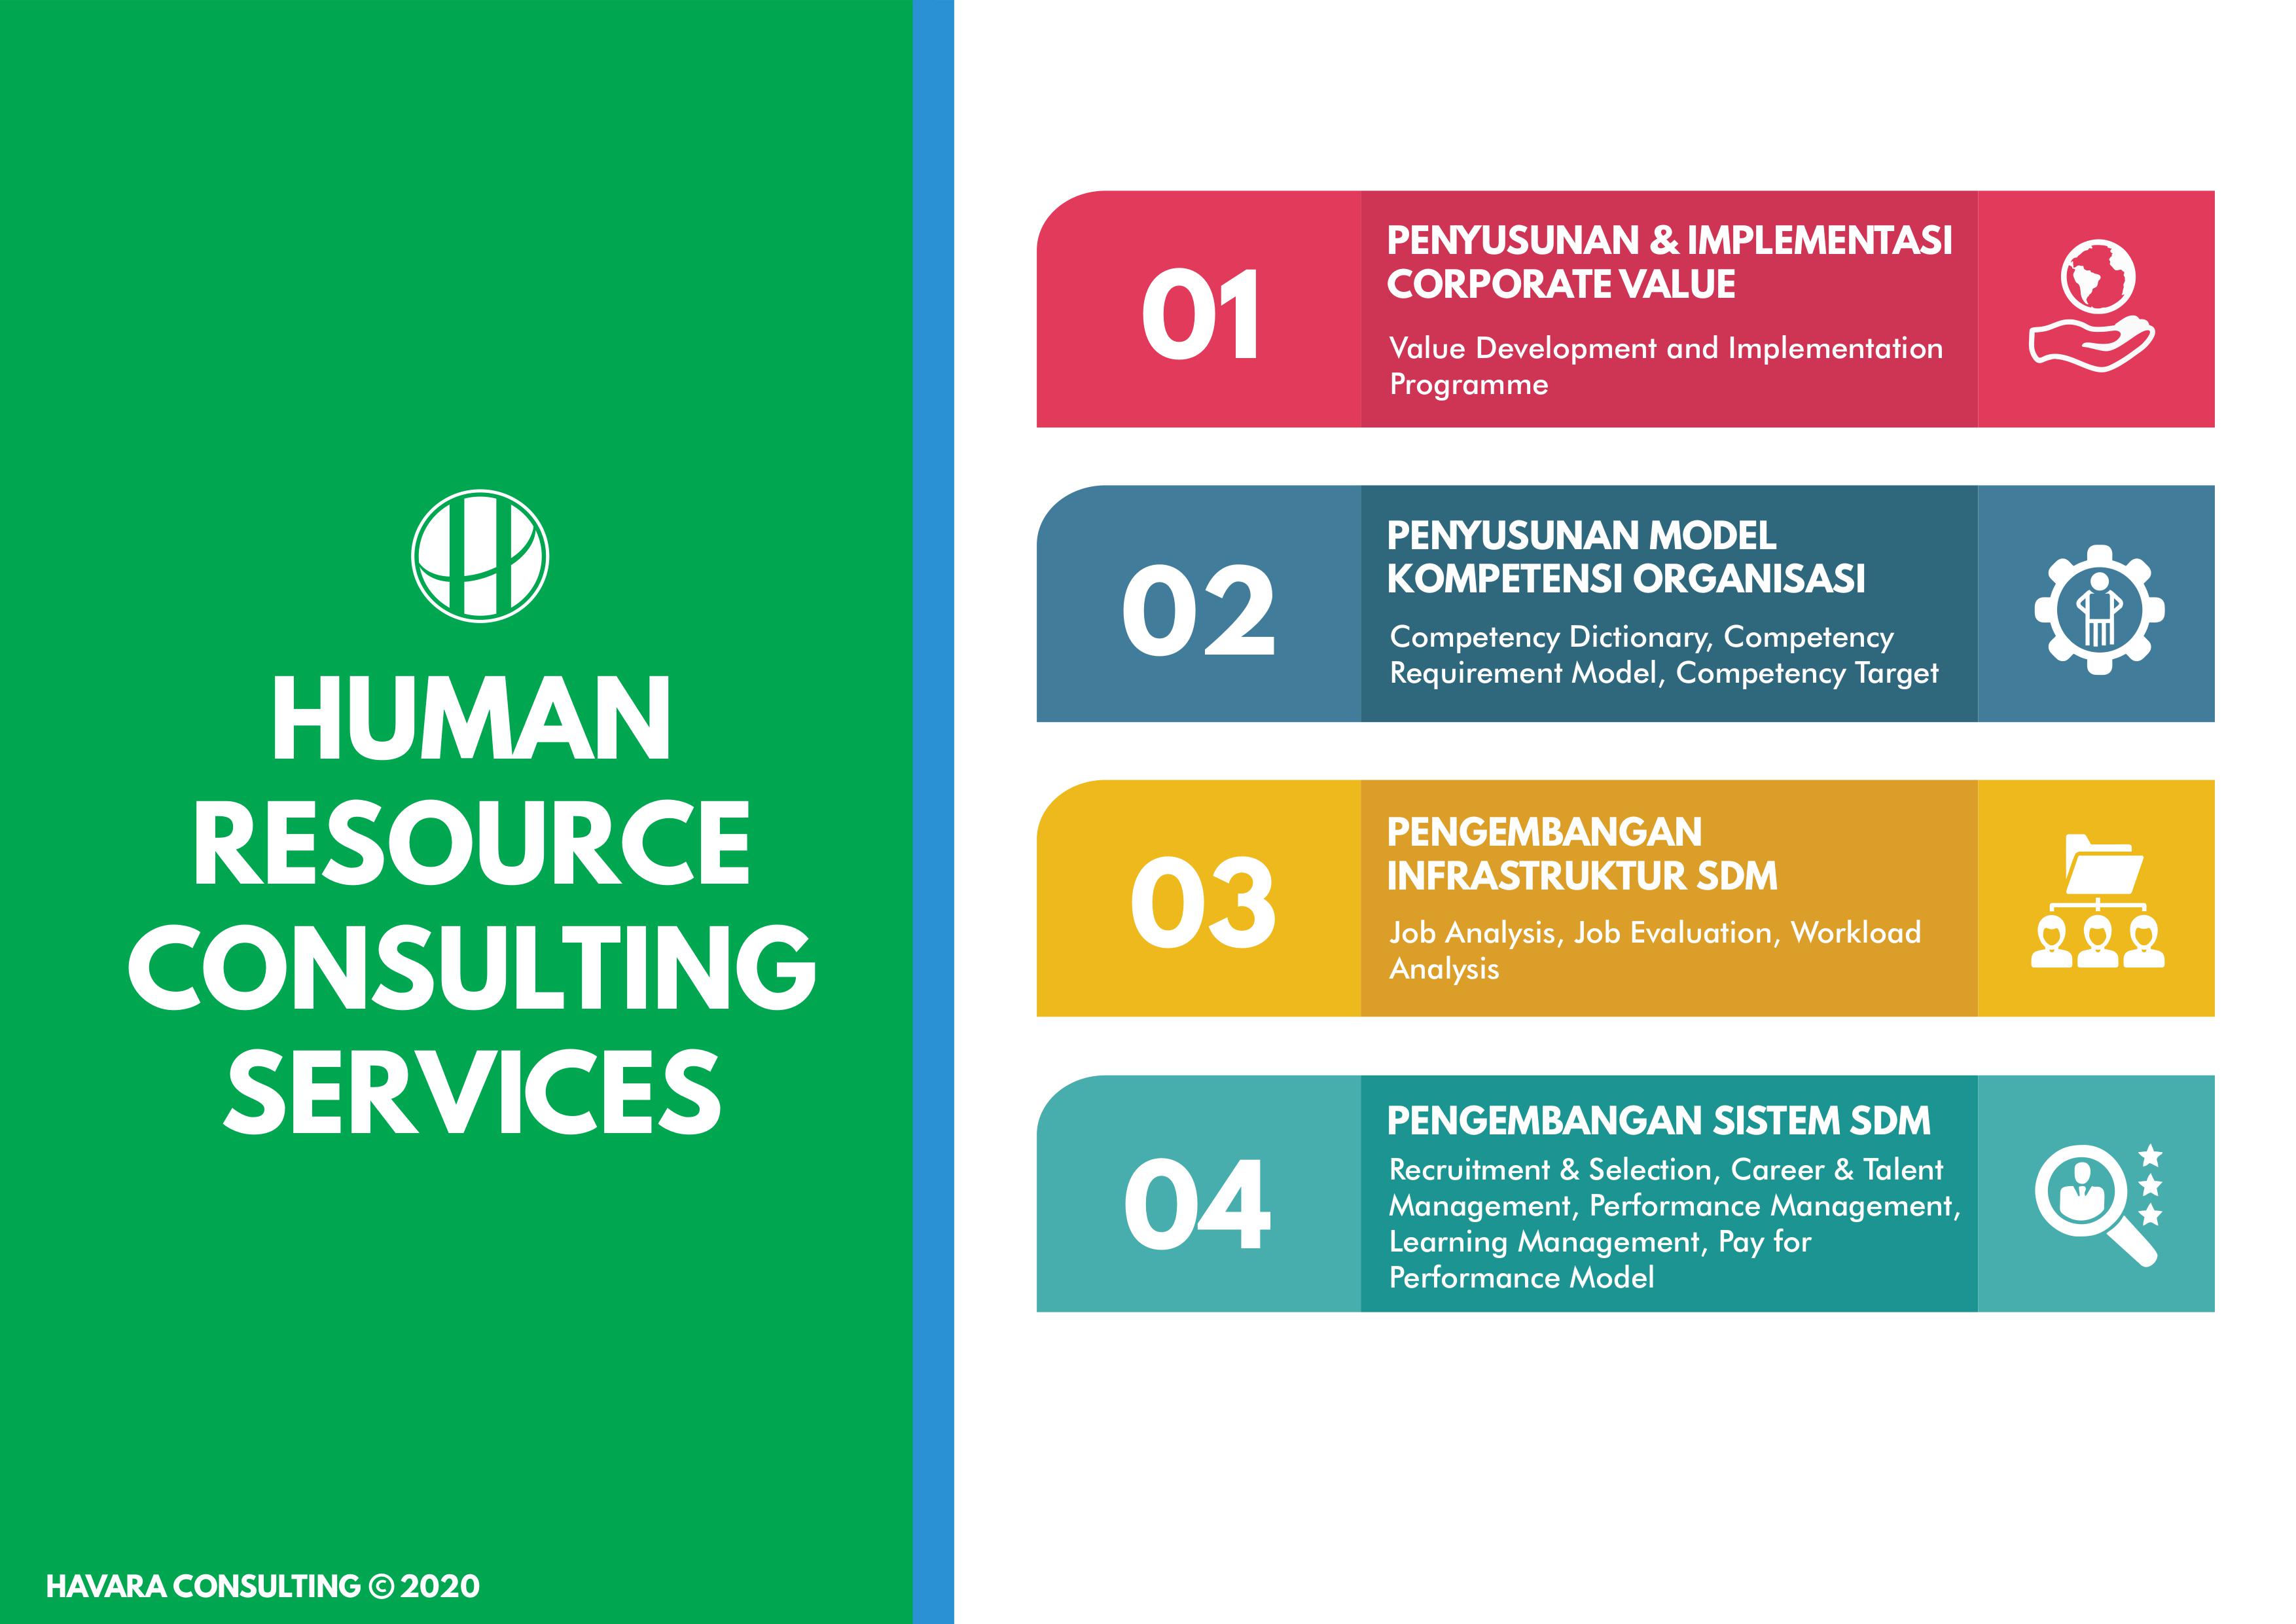 HUMAN
RESOURCE
CONSULTING
SERVICES
HAVARA CONSULTING © 2020
01
PENYUSUNAN & IMPLEMENTASI
CORPORATE VALUE
Value Development and Implementation
Programme
02
PENYUSUNAN MODEL
KOMPETENSI ORGANISASI
Competency Dictionary, Competency
Requirement Model, Competency Target
03
PENGEMBANGAN
INFRASTRUKTUR SDM
Job Analysis, Job Evaluation, Workload
Analysis
04
PENGEMBANGAN SISTEM SDM
Recruitment & Selection, Career & Talent
Management, Performance Management,
Learning Management, Pay for
Performance Model